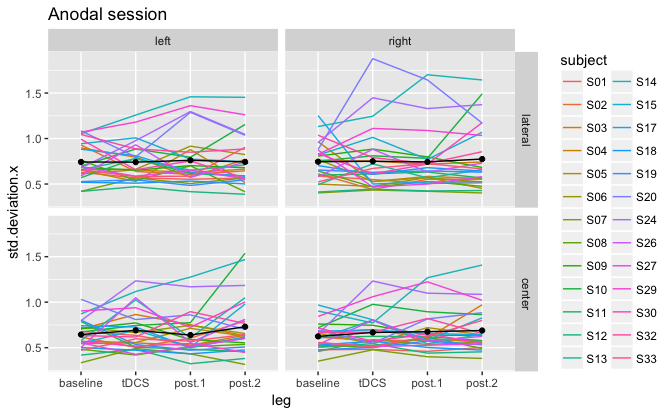 Anodal session
left
right
std.deviation.x
1.5
1.0
0.5
lateral
1.5
1.0
0.5
center
baseline
tDCS
post.1
post.2
baseline
tDCS
post.1
post.2
leg
subject
S01
S14
S02
S15
S03
S17
S04
S18
S05
S19
S06
S20
S07
S24
S08
S26
S09
S27
S10
S29
S11
S30
S12
S32
S13
S33